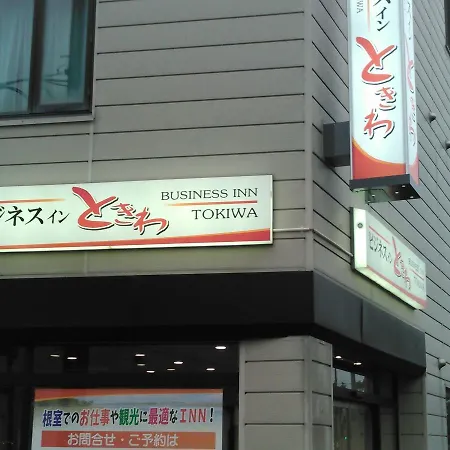 スイン ときわ
ビジネスイン ときわ BUSINESS INN
TOKIWA
ビジネスイン ときわ
根室でのお仕事や観光に最適なINN!
お問合せ・ご予約は